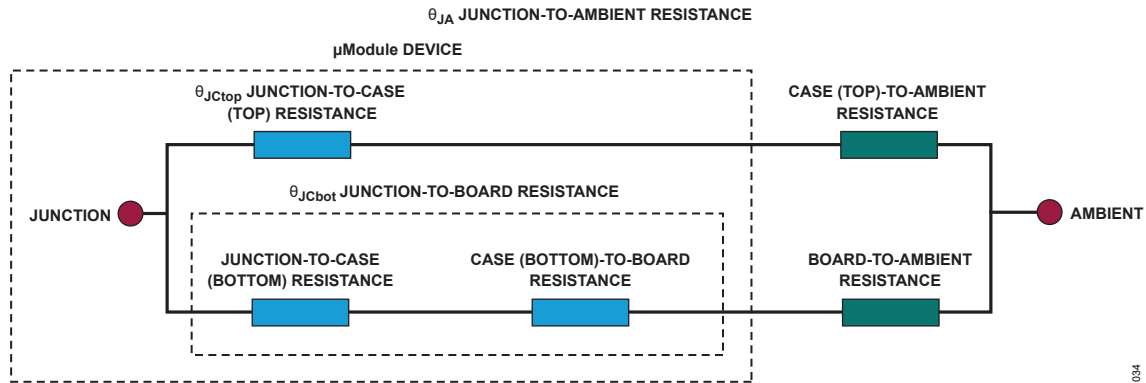 θJA JUNCTION-TO-AMBIENT RESISTANCE
µModule DEVICE
θJCtop JUNCTION-TO-CASE
(TOP) RESISTANCE
CASE (TOP)-TO-AMBIENT
RESISTANCE
θJCbot JUNCTION-TO-BOARD RESISTANCE
JUNCTION
AMBIENT
JUNCTION-TO-CASE
(BOTTOM) RESISTANCE
CASE (BOTTOM)-TO-BOARD
RESISTANCE
BOARD-TO-AMBIENT
RESISTANCE
034